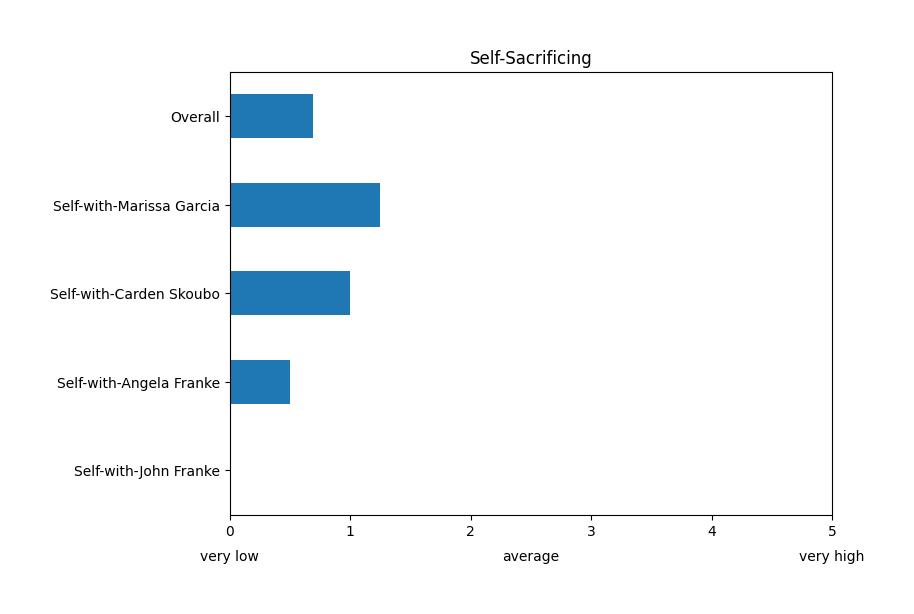 Self-Sacrificing
Overall
Self-with-Marissa Garcia
Self-with-Carden Skoubo
Self-with-Angela Franke
Self-with-John Franke
0 1 2 3 4 5
very low average very high